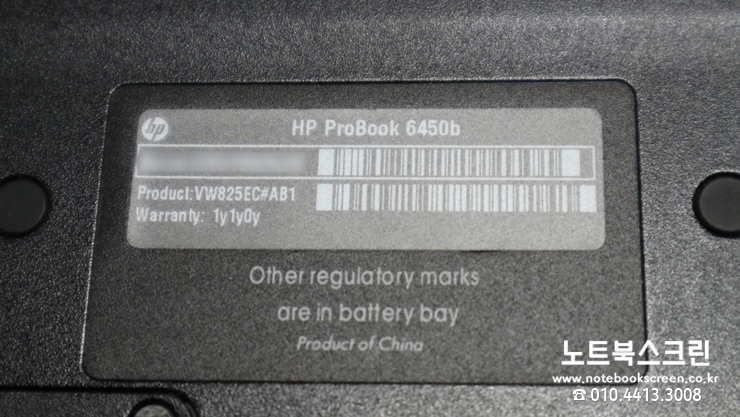 hp
HP ProBook 6450b
Product:VW825EC#AB1
Warranty: 1y1y0y
Other regulatory marks
are in battery bay
Product of China
노트북스크린
www.notebookscreen.co.kr
☎ 010.4413.3008